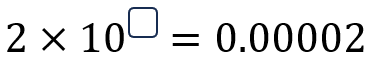 2 × 10^□ = 0.00002